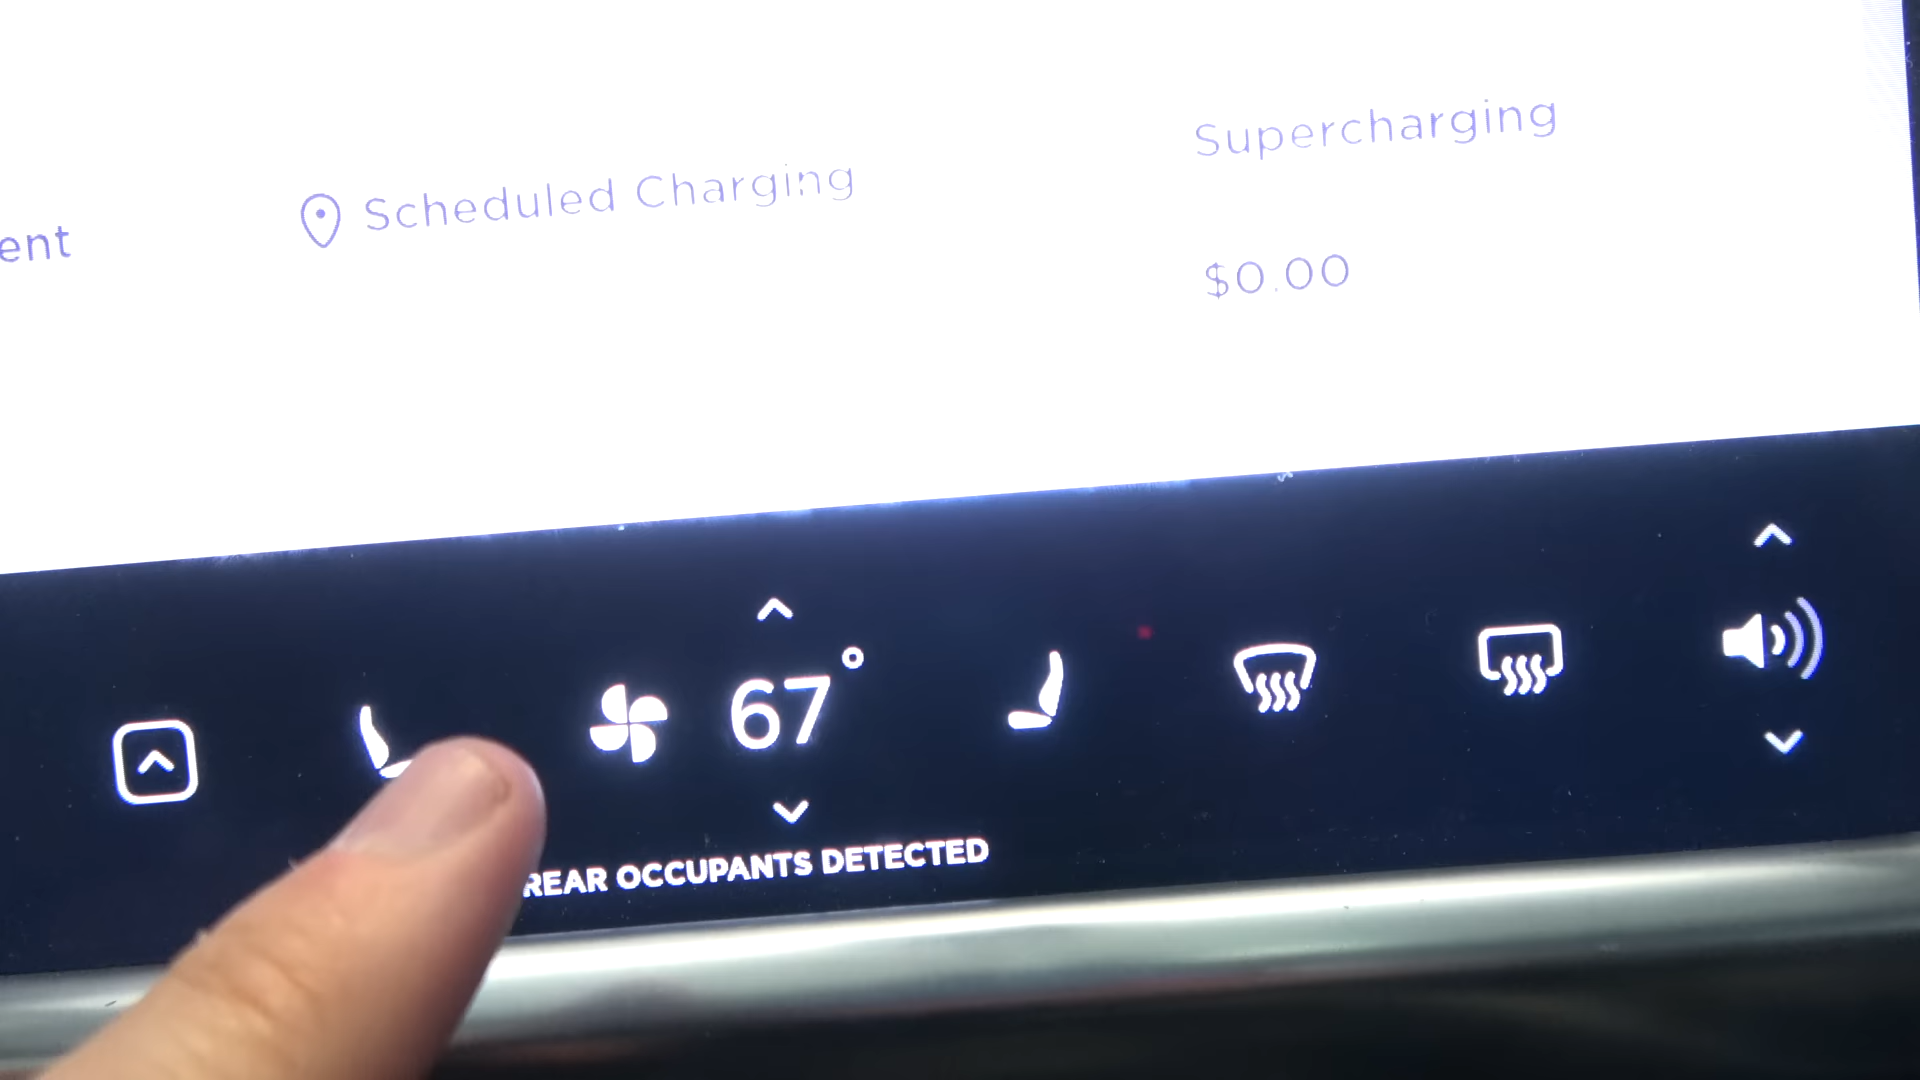 Supercharging
Scheduled Charging
ent
$0.00
67°
REAR OCCUPANTS DETECTED